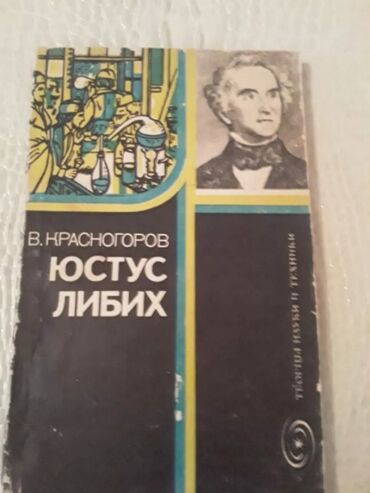 В. КРАСНОГОРОВ
ЮСТУС
ЛИБИХ
ТВОРЦЫ НАУКИ И ТЕХНИКИ